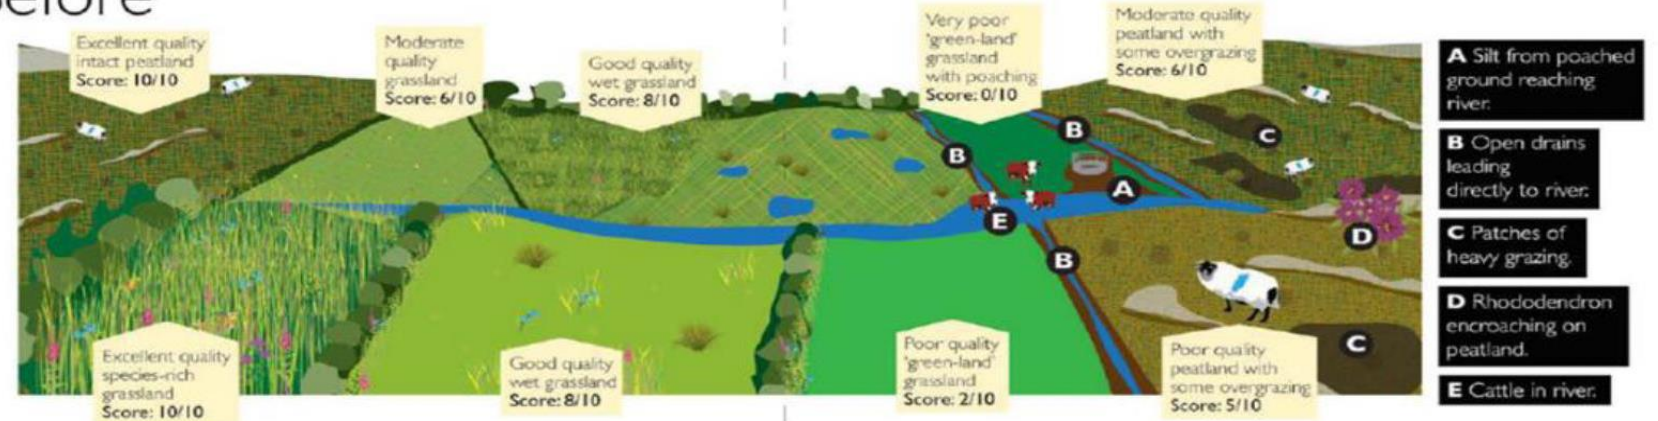 Before
Excellent quality
intact peatland
Score: 10/10
Moderate
quality
grassland
Score: 6/10
Good quality
wet grassland
Score: 8/10
Very poor
'green-land'
grassland
with poaching
Score: 0/10
Moderate quality
peatland with
some overgrazing
Score: 6/10
B
B
C
A
E
B
D
C
Excellent quality
species-rich
grassland
Score: 10/10
Good quality
wet grassland
Score: 8/10
Poor quality
'green-land'
grassland
Score: 2/10
Poor quality
peatland with
some overgrazing
Score: 5/10
A Silt from poached
ground reaching
river.
B Open drains
leading
directly to river.
C Patches of
heavy grazing.
D Rhododendron
encroaching on
peatland.
E Cattle in river.